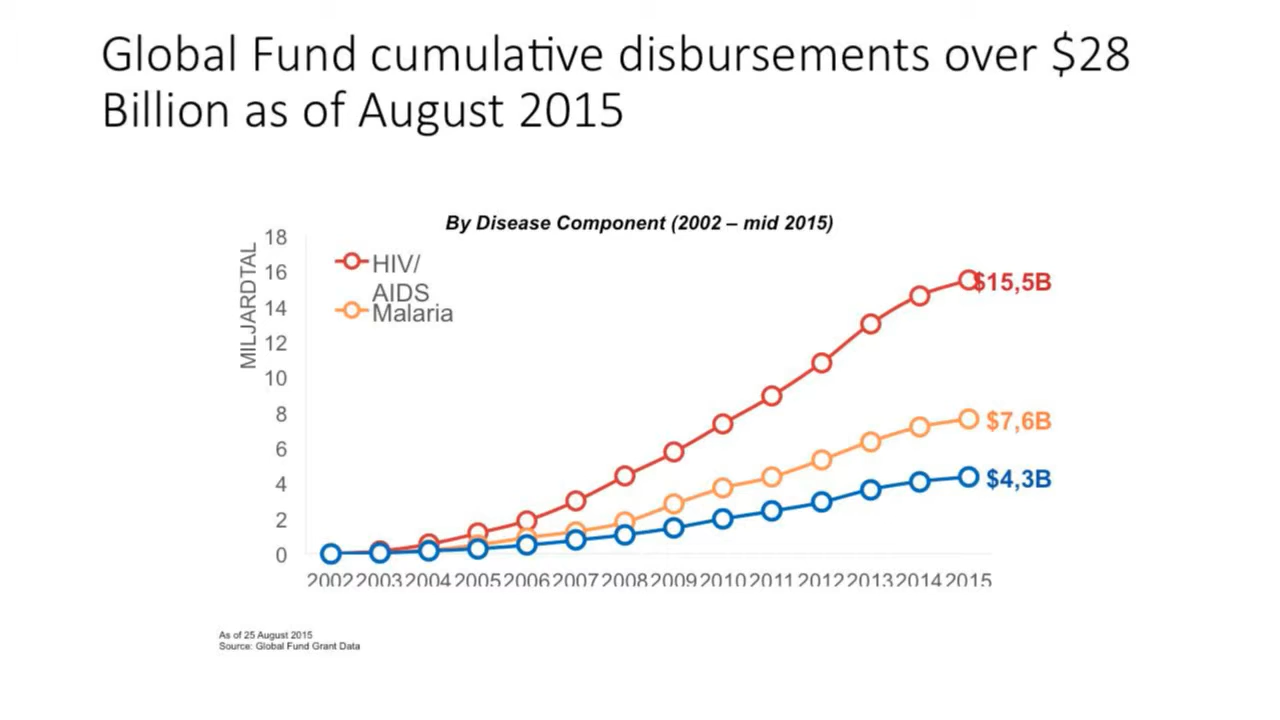 Global Fund cumulative disbursements over $28
Billion as of August 2015
By Disease Component (2002 – mid 2015)
MILJARDTAL
18
16
14
12
10
8
6
4
2
0
HIV/
AIDS
Malaria
$15,5B
$7,6B
$4,3B
2002 2003 2004 2005 2006 2007 2008 2009 2010 2011 2012 2013 2014 2015
As of 25 August 2015
Source: Global Fund Grant Data